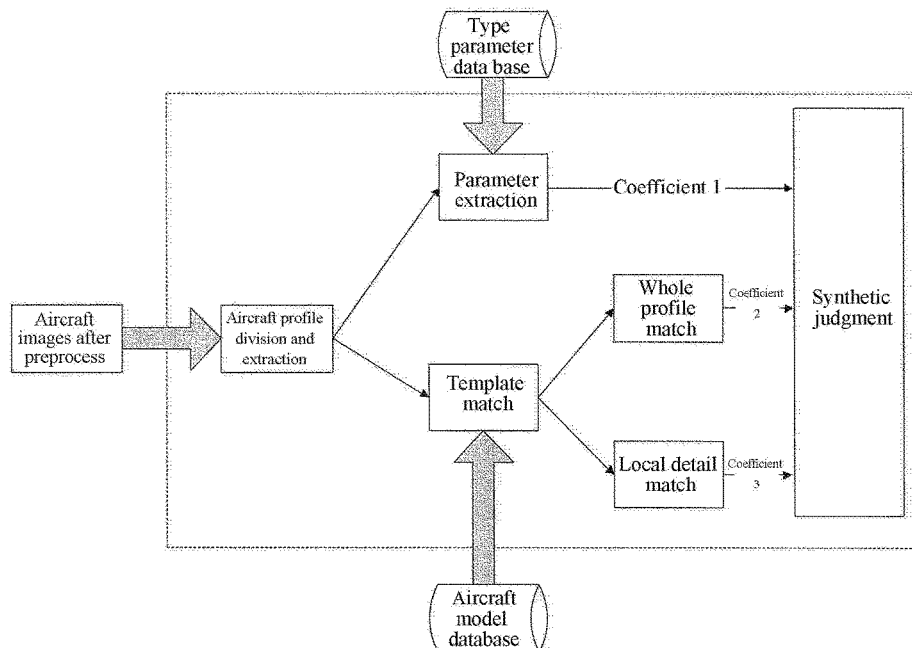 Type
parameter
data base
Parameter
extraction
Coefficient 1
Aircraft
images after
preprocess
Aircraft profile
division and
extraction
Template
match
Whole
profile
match
Coefficient
2
Local detail
match
Coefficient
3
Synthetic
judgment
Aircraft
model
database